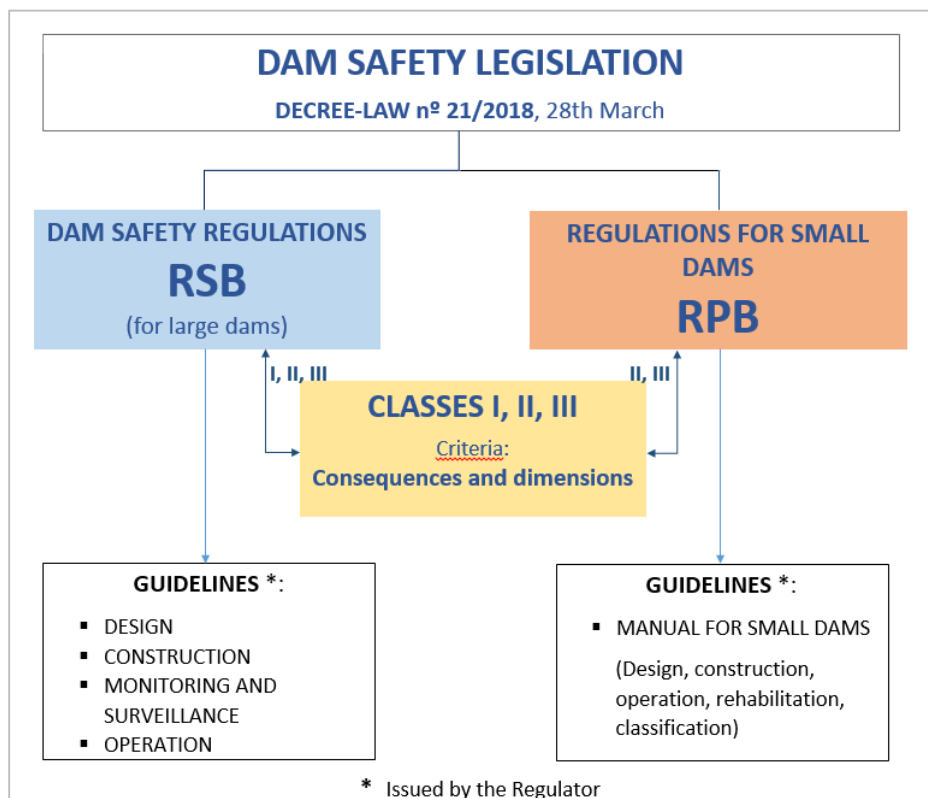 DAM SAFETY LEGISLATION
DECREE-LAW nº 21/2018, 28th March
DAM SAFETY REGULATIONS
RSB
(for large dams)
REGULATIONS FOR SMALL
DAMS
RPB
I, II, III
II, III
CLASSES I, II, III
Criteria:
Consequences and dimensions
GUIDELINES *:
▪ DESIGN
▪ CONSTRUCTION
▪ MONITORING AND
SURVEILLANCE
▪ OPERATION
GUIDELINES *:
▪ MANUAL FOR SMALL DAMS
(Design, construction,
operation, rehabilitation,
classification)
* Issued by the Regulator